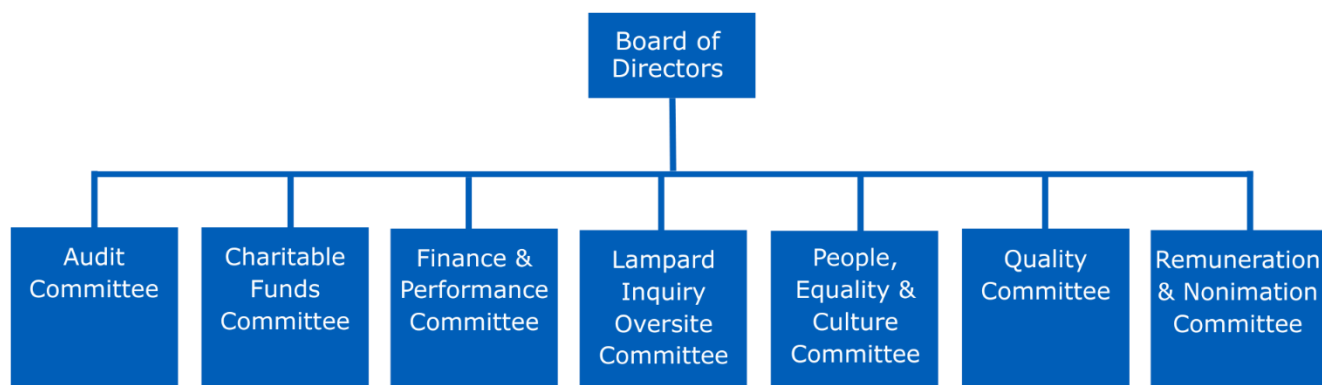 Board of
Directors
Audit
Committee
Charitable
Funds
Committee
Finance &
Performance
Committee
Lampard
Inquiry
Oversite
Committee
People,
Equality &
Culture
Committee
Quality
Committee
Remuneration
& Nonimation
Committee